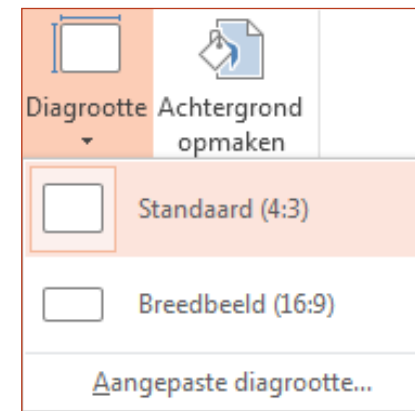 Diagrootte
Achtergrond
opmaken
Standaard (4:3)
Breedbeeld (16:9)
Aangepaste diagrootte...